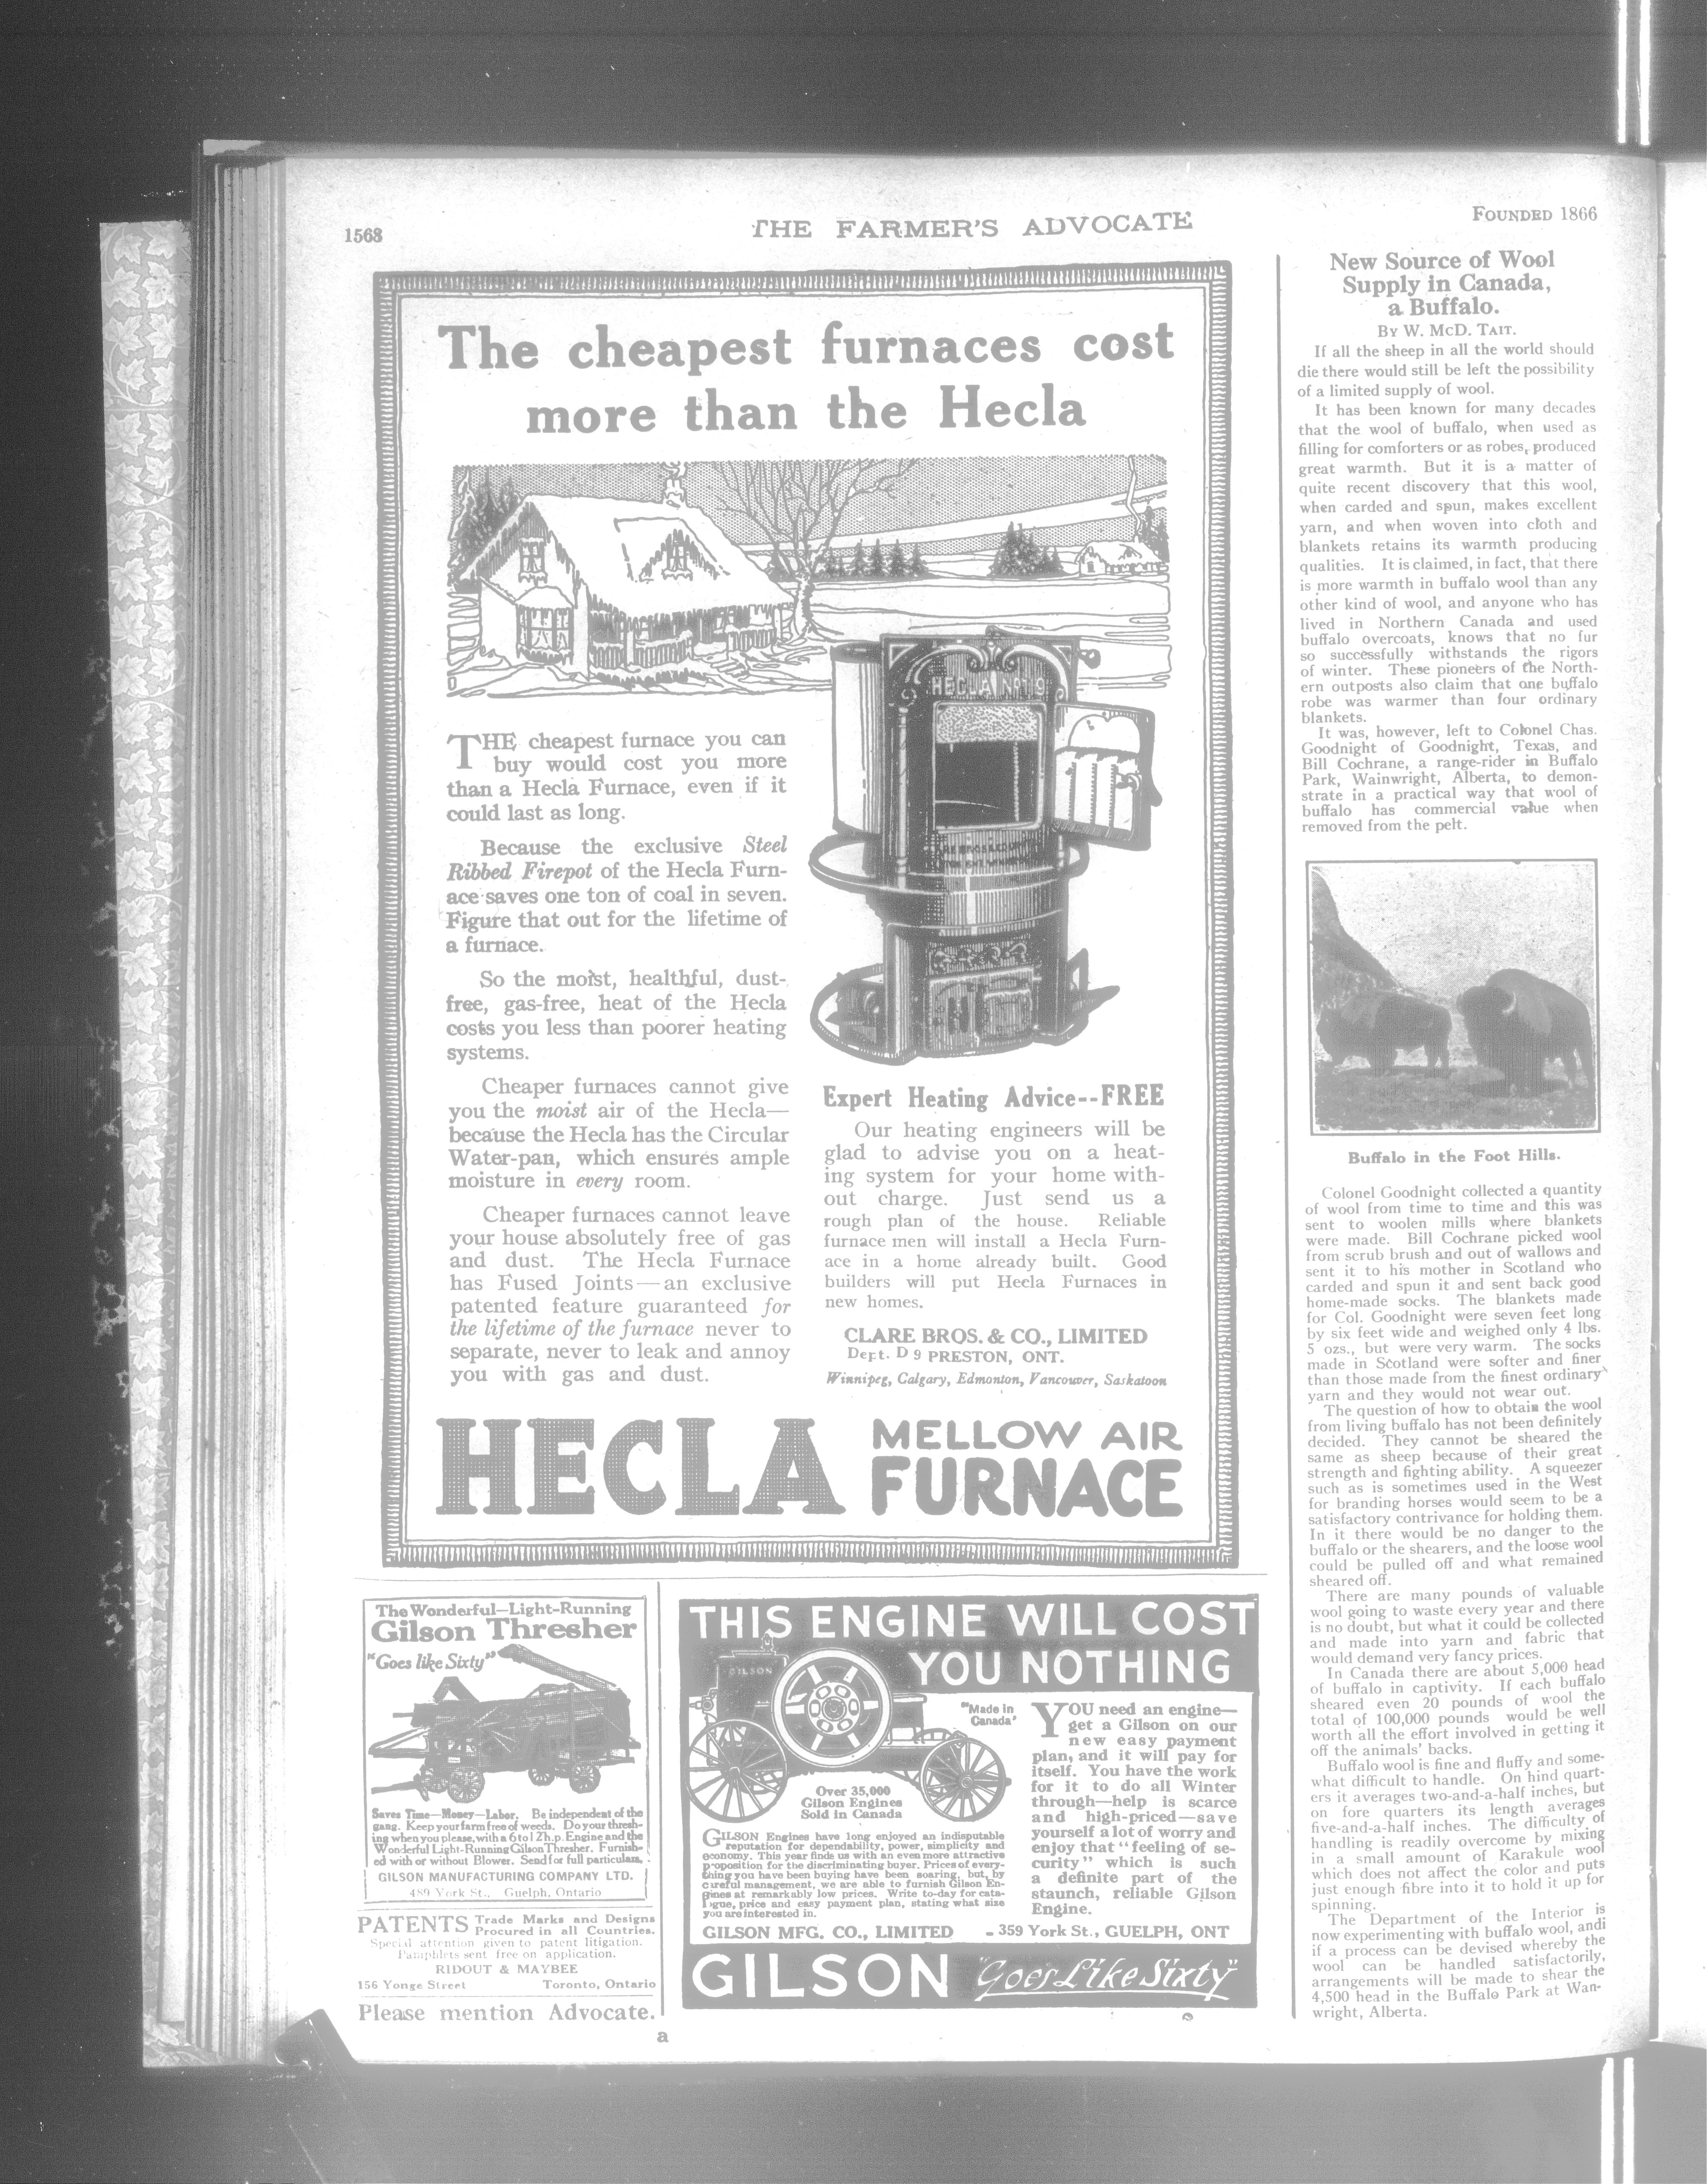 1568
THE FARMER'S ADVOCATE
FOUNDED 1866
The cheapest furnaces cost
more than the Hecla
HECLA No
THE cheapest furnace you can
buy would cost you more
than a Hecla Furnace, even if it
could last as long.
Because the exclusive Steel
Ribbed Firepot of the Hecla Furn-
ace saves one ton of coal in seven.
Figure that out for the lifetime of
a furnace.
So the moist, healthful, dust-
free, gas-free, heat of the Hecla
costs you less than poorer heating
systems.
Cheaper furnaces cannot give
you the moist air of the Hecla—
because the Hecla has the Circular
Water-pan, which ensures ample
moisture in every room.
Cheaper furnaces cannot leave
your house absolutely free of gas
and dust. The Hecla Furnace
has Fused Joints—an exclusive
patented feature guaranteed for
the lifetime of the furnace never to
separate, never to leak and annoy
you with gas and dust.
Expert Heating Advice--FREE
Our heating engineers will be
glad to advise you on a heat-
ing system for your home with-
out charge. Just send us a
rough plan of the house. Reliable
furnace men will install a Hecla Furn-
ace in a home already built. Good
builders will put Hecla Furnaces in
new homes.
CLARE BROS. & CO., LIMITED
Dept. D 9 PRESTON, ONT.
Winnipeg, Calgary, Edmonton, Vancouver, Saskatoon
HECLA MELLOW AIR
FURNACE
The Wonderful—Light-Running
Gilson Thresher
"Goes like Sixty"
Saves Time—Money—Labor. Be independent of the
gang. Keep your farm free of weeds. Do your thresh-
ing when you please, with a 6 to 12 h.p. Engine and the
Wonderful Light-Running Gilson Thresher. Furnish-
ed with or without Blower. Send for full particulars.
GILSON MANUFACTURING COMPANY LTD.
489 York St., Guelph, Ontario
PATENTS Trade Marks and Designs
Procured in all Countries.
Special attention given to patent litigation.
Pamphlets sent free on application.
RIDOUT & MAYBEE
156 Yonge Street Toronto, Ontario
Please mention Advocate.
a
THIS ENGINE WILL COST
YOU NOTHING
GILSON
"Made in
Canada"
Over 35,000
Gilson Engines
Sold in Canada
GILSON Engines have long enjoyed an indisputable
reputation for dependability, power, simplicity and
economy. This year finds us with an even more attractive
proposition for the discriminating buyer. Prices of every-
thing you have been buying have been soaring, but, by
careful management, we are able to furnish Gilson En-
gines at remarkably low prices. Write to-day for cata-
logue, price and easy payment plan, stating what size
you are interested in.
YOU need an engine—
get a Gilson on our
new easy payment
plan, and it will pay for
itself. You have the work
for it to do all Winter
through—help is scarce
and high-priced—save
yourself a lot of worry and
enjoy that "feeling of se-
curity" which is such
a definite part of the
staunch, reliable Gilson
Engine.
GILSON MFG. CO., LIMITED - 359 York St., GUELPH, ONT
GILSON "Goes Like Sixty"
New Source of Wool
Supply in Canada,
a Buffalo.
BY W. MCD. TAIT.
If all the sheep in all the world should
die there would still be left the possibility
of a limited supply of wool.
It has been known for many decades
that the wool of buffalo, when used as
filling for comforters or as robes, produced
great warmth. But it is a matter of
quite recent discovery that this wool,
when carded and spun, makes excellent
yarn, and when woven into cloth and
blankets retains its warmth producing
qualities. It is claimed, in fact, that there
is more warmth in buffalo wool than any
other kind of wool, and anyone who has
lived in Northern Canada and used
buffalo overcoats, knows that no fur
so successfully withstands the rigors
of winter. These pioneers of the North-
ern outposts also claim that one buffalo
robe was warmer than four ordinary
blankets.
It was, however, left to Colonel Chas.
Goodnight of Goodnight, Texas, and
Bill Cochrane, a range-rider in Buffalo
Park, Wainwright, Alberta, to demon-
strate in a practical way that wool of
buffalo has commercial value when
removed from the pelt.
Buffalo in the Foot Hills.
Colonel Goodnight collected a quantity
of wool from time to time and this was
sent to woolen mills where blankets
were made. Bill Cochrane picked wool
from scrub brush and out of wallows and
sent it to his mother in Scotland who
carded and spun it and sent back good
home-made socks. The blankets made
for Col. Goodnight were seven feet long
by six feet wide and weighed only 4 lbs.
5 ozs., but were very warm. The socks
made in Scotland were softer and finer
than those made from the finest ordinary
yarn and they would not wear out.
The question of how to obtain the wool
from living buffalo has not been definitely
decided. They cannot be sheared the
same as sheep because of their great
strength and fighting ability. A squeezer
such as is sometimes used in the West
for branding horses would seem to be a
satisfactory contrivance for holding them.
In it there would be no danger to the
buffalo or the shearers, and the loose wool
could be pulled off and what remained
sheared off.
There are many pounds of valuable
wool going to waste every year and there
is no doubt, but what it could be collected
and made into yarn and fabric that
would demand very fancy prices.
In Canada there are about 5,000 head
of buffalo in captivity. If each buffalo
sheared even 20 pounds of wool the
total of 100,000 pounds would be well
worth all the effort involved in getting it
off the animals' backs.
Buffalo wool is fine and fluffy and some-
what difficult to handle. On hind quart-
ers it averages two-and-a-half inches, but
on fore quarters its length averages
five-and-a-half inches. The difficulty of
handling is readily overcome by mixing
in a small amount of Karakule wool
which does not affect the color and puts
just enough fibre into it to hold it up for
spinning.
The Department of the Interior is
now experimenting with buffalo wool, andi
if a process can be devised whereby the
wool can be handled satisfactorily,
arrangements will be made to shear the
4,500 head in the Buffalo Park at Wan-
wright, Alberta.